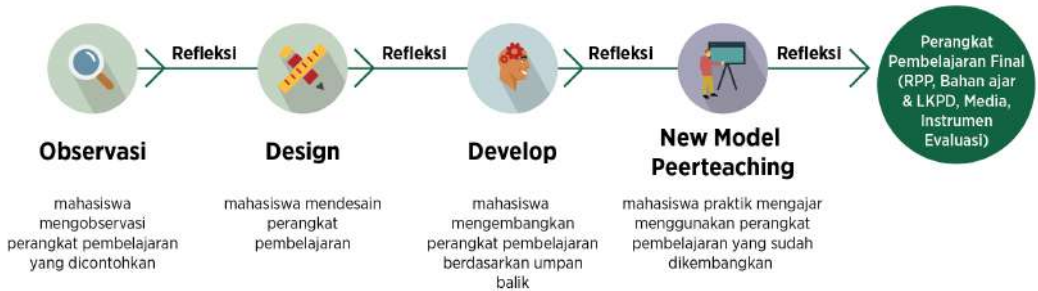 Refleksi
Refleksi
Refleksi
Refleksi
Perangkat
Pembelajaran Final
(RPP, Bahan ajar
& LKPD, Media,
Instrumen
Evaluasi)
Observasi
mahasiswa
mengobservasi
perangkat pembelajaran
yang dicontohkan
Design
mahasiswa mendesain
perangkat
pembelajaran
Develop
mahasiswa
mengembangkan
perangkat pembelajaran
berdasarkan umpan
balik
New Model
Peerteaching
mahasiswa praktik mengajar
menggunakan perangkat
pembelajaran yang sudah
dikembangkan